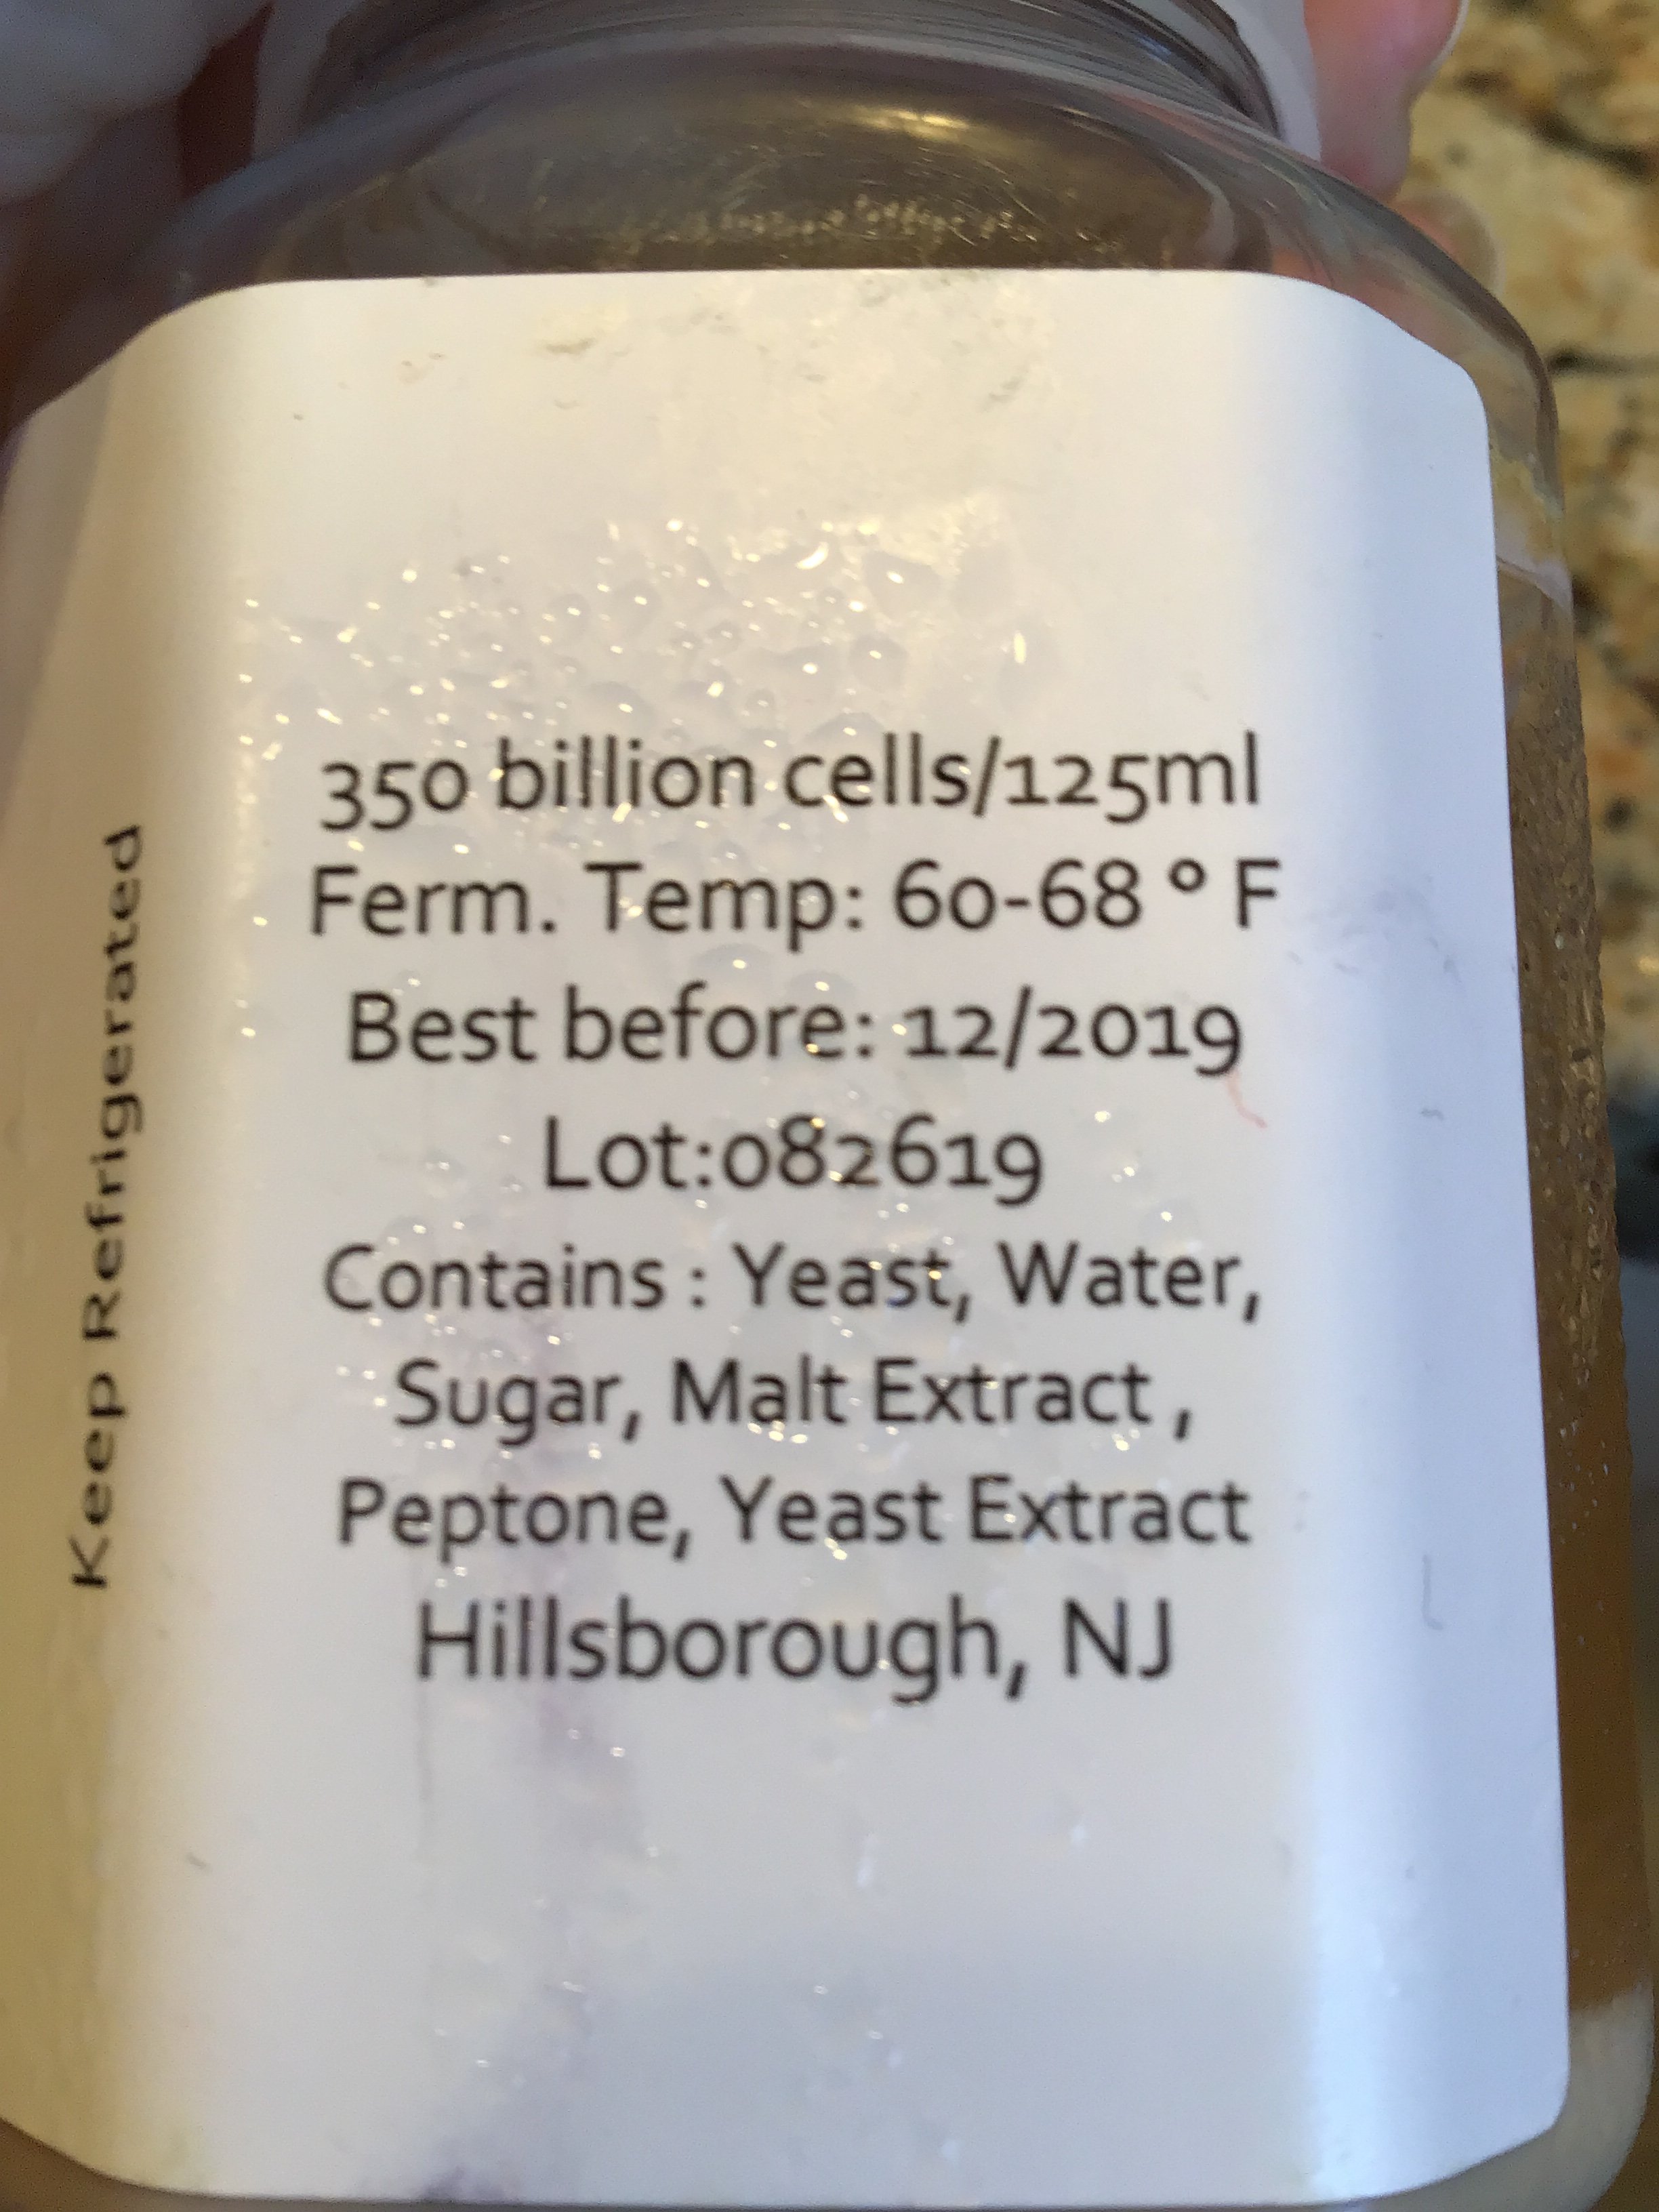 350 billion cells/125ml
Ferm. Temp: 60-68 ° F
Best before: 12/2019
Lot:082619
Contains : Yeast, Water,
Sugar, Malt Extract ,
Peptone, Yeast Extract
Hillsborough, NJ
Keep Refrigerated